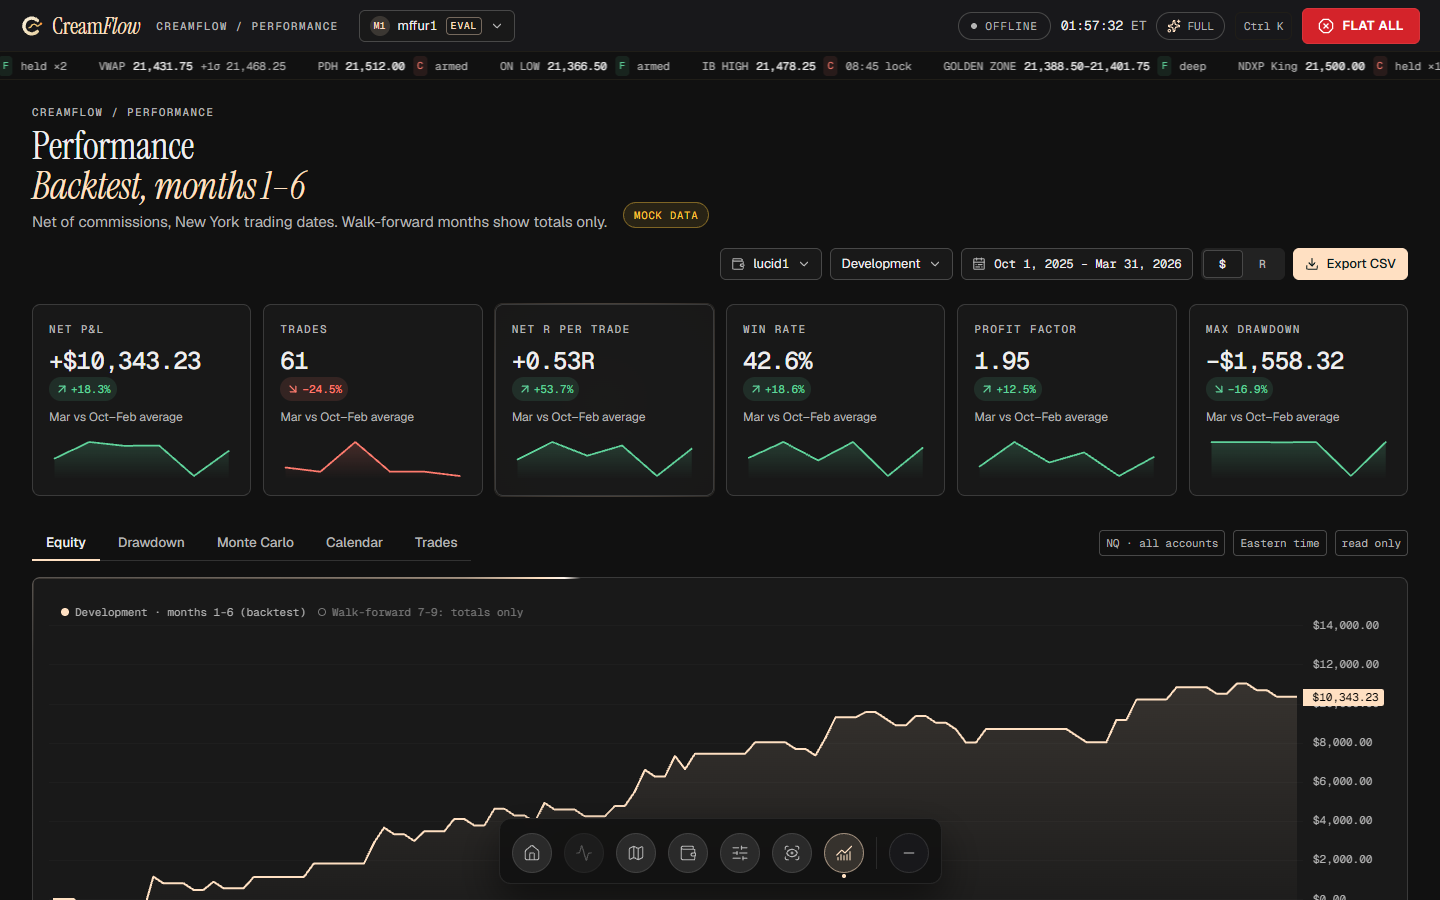 CreamFlow
CREAMFLOW / PERFORMANCE
M1 mffur1 EVAL
OFFLINE
01:57:32 ET
FULL
Ctrl K
FLAT ALL
F held ×2 VWAP 21,431.75 +1σ 21,468.25 PDH 21,512.00 C armed ON LOW 21,366.50 F armed IB HIGH 21,478.25 C 08:45 lock GOLDEN ZONE 21,388.50–21,401.75 F deep NDXP King 21,500.00 C held ×1
CREAMFLOW / PERFORMANCE
Performance
Backtest, months 1–6
Net of commissions, New York trading dates. Walk-forward months show totals only.
MOCK DATA
lucid1
Development
Oct 1, 2025 – Mar 31, 2026
$ R
Export CSV
NET P&L
+$10,343.23
+18.3%
Mar vs Oct–Feb average
TRADES
61
−24.5%
Mar vs Oct–Feb average
NET R PER TRADE
+0.53R
+53.7%
Mar vs Oct–Feb average
WIN RATE
42.6%
+18.6%
Mar vs Oct–Feb average
PROFIT FACTOR
1.95
+12.5%
Mar vs Oct–Feb average
MAX DRAWDOWN
−$1,558.32
−16.9%
Mar vs Oct–Feb average
Equity Drawdown Monte Carlo Calendar Trades
NQ · all accounts
Eastern time
read only
Development · months 1–6 (backtest)
Walk-forward 7–9: totals only
$14,000.00
$12,000.00
$10,343.23
$8,000.00
$6,000.00
$4,000.00
$2,000.00
$0.00